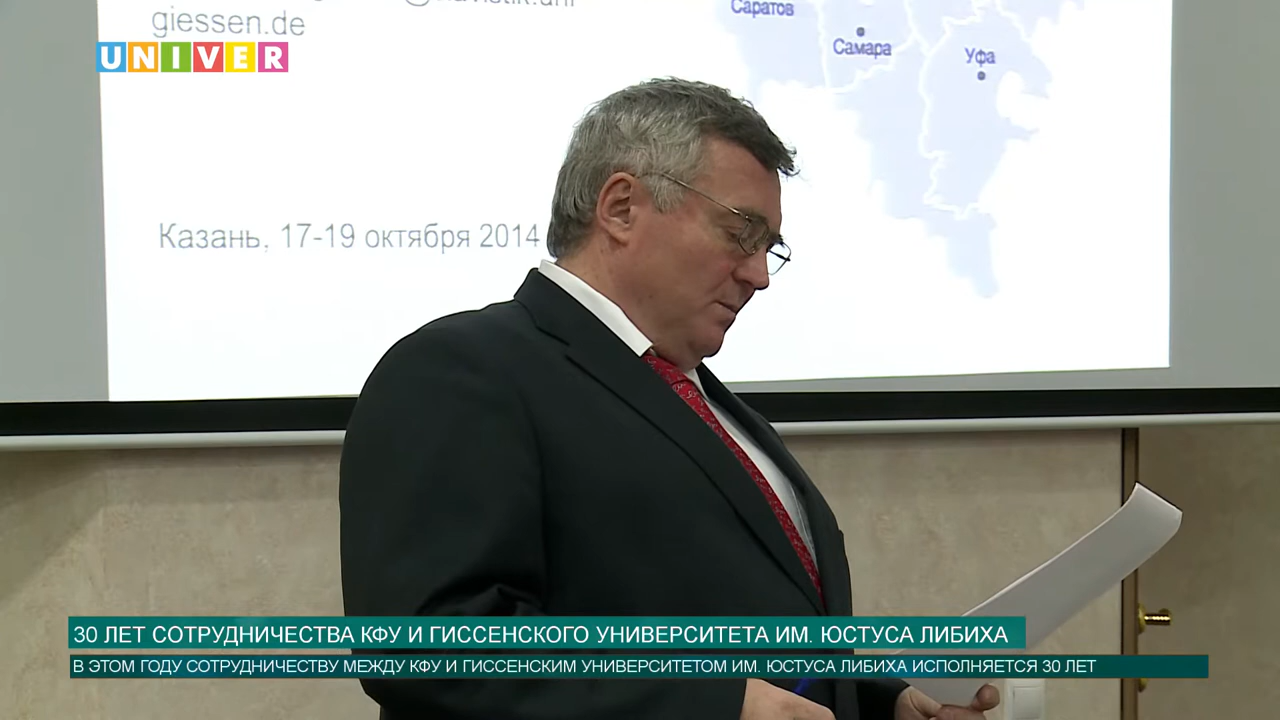 giessen.de
UNIVER
Саратов
Самара
Уфа
Казань, 17-19 октября 2014
30 ЛЕТ СОТРУДНИЧЕСТВА КФУ И ГИССЕНСКОГО УНИВЕРСИТЕТА ИМ. ЮСТУСА ЛИБИХА
В ЭТОМ ГОДУ СОТРУДНИЧЕСТВУ МЕЖДУ КФУ И ГИССЕНСКИМ УНИВЕРСИТЕТОМ ИМ. ЮСТУСА ЛИБИХА ИСПОЛНЯЕТСЯ 30 ЛЕТ